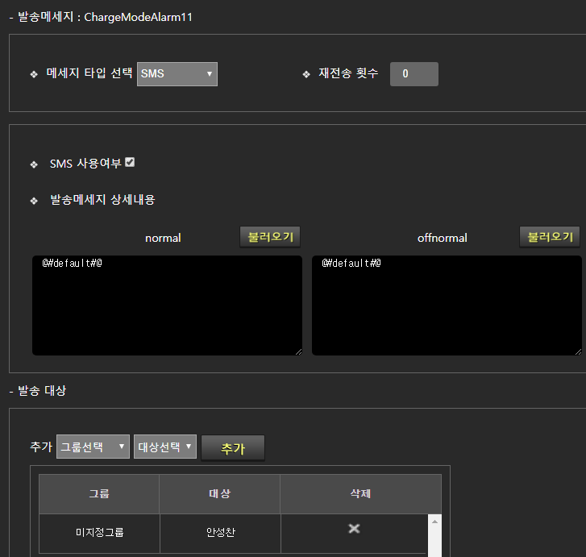 - 발송메세지 : ChargeModeAlarm11
❖ 메세지 타입 선택 SMS ❖ 재전송 횟수 0
❖ SMS 사용여부
❖ 발송메세지 상세내용
normal 불러오기 offnormal 불러오기
@#default#@ @#default#@
- 발송 대상
추가 그룹선택 대상선택 추가
그룹 대상 삭제
미지정그룹 안성찬